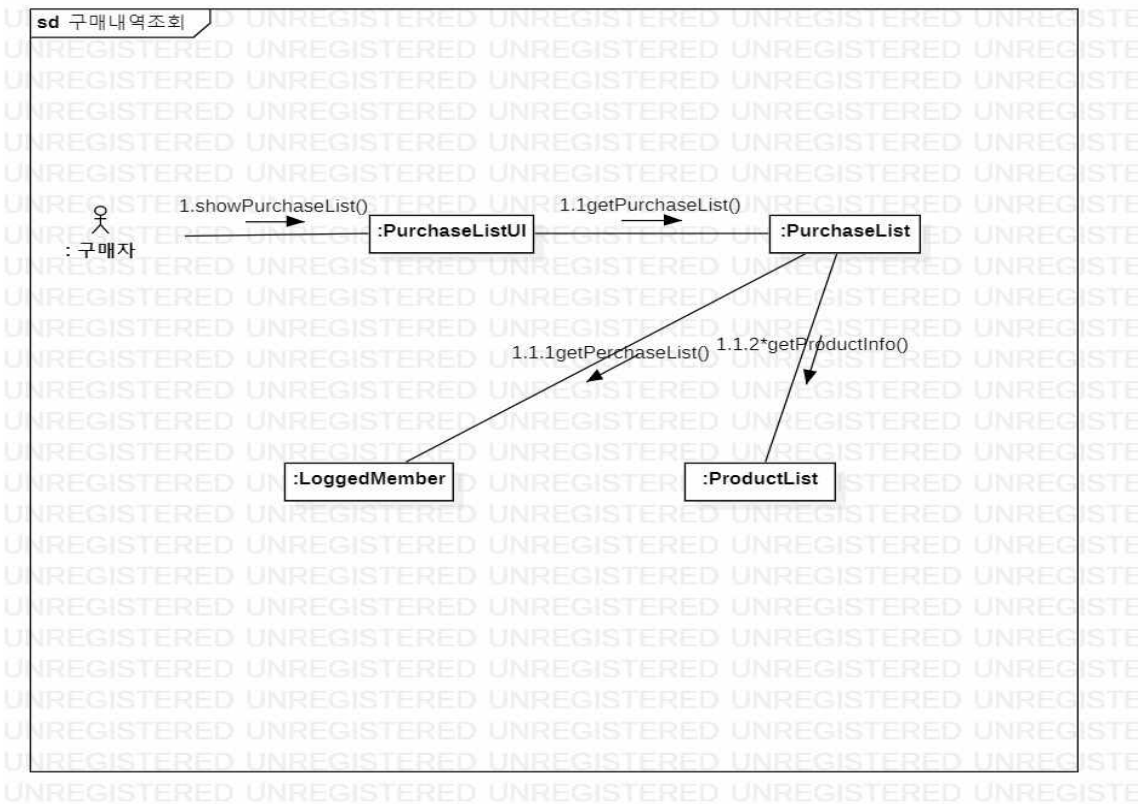 sd 구매내역조회
1.showPurchaseList()
1.1getPurchaseList()
:PurchaseListUI
:PurchaseList
: 구매자
1.1.1getPerchaseList()
1.1.2*getProductInfo()
:LoggedMember
:ProductList
UNREGISTERED